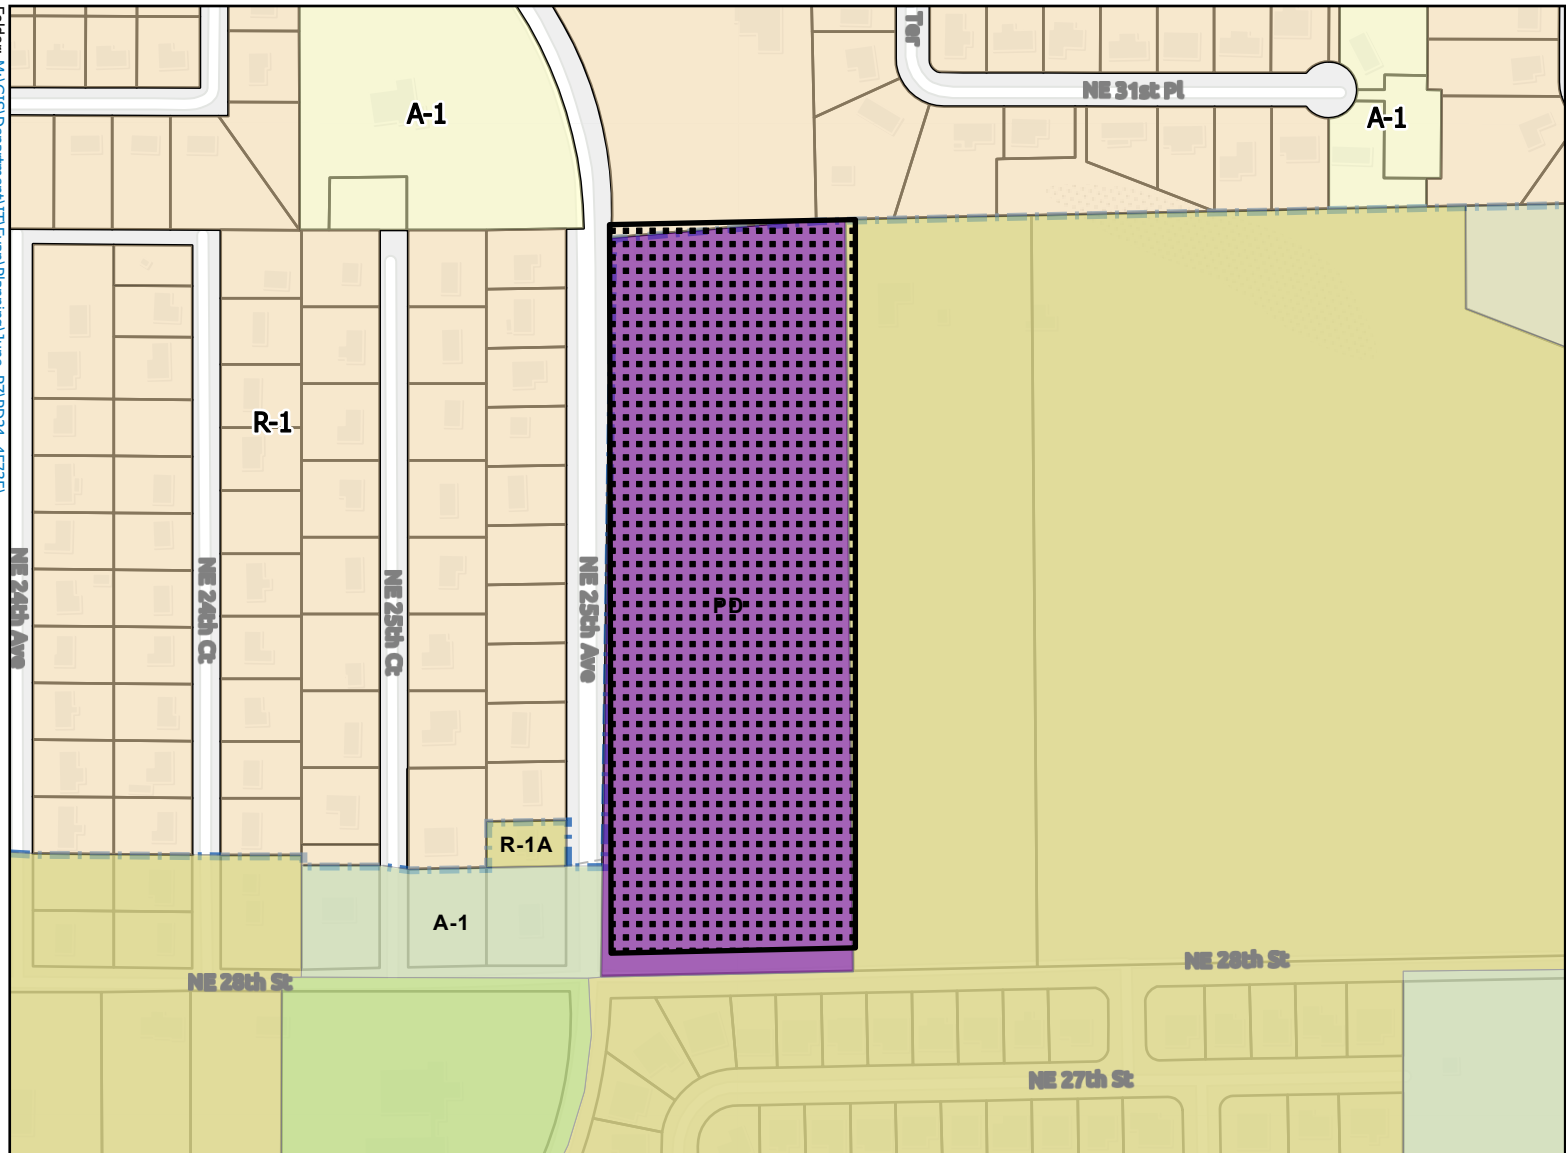 Ter
NE 31st Pl
A-1
A-1
R-1
NE 24th Ave
NE 24th Ct
NE 25th Ct
NE 25th Ave
PD
R-1A
A-1
NE 28th St
NE 28th St
NE 27th St